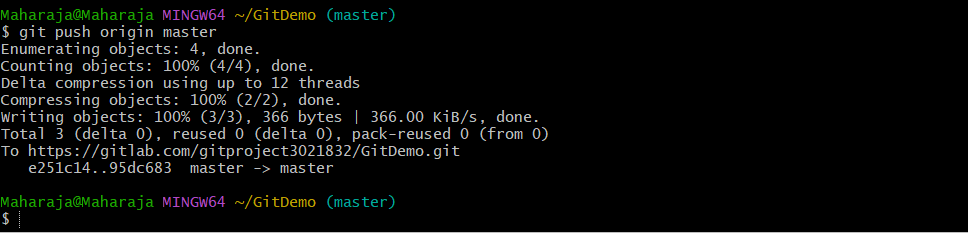 Maharaja@Maharaja MINGW64 ~/GitDemo (master)
$ git push origin master
Enumerating objects: 4, done.
Counting objects: 100% (4/4), done.
Delta compression using up to 12 threads
Compressing objects: 100% (2/2), done.
Writing objects: 100% (3/3), 366 bytes | 366.00 KiB/s, done.
Total 3 (delta 0), reused 0 (delta 0), pack-reused 0 (from 0)
To https://gitlab.com/gitproject3021832/GitDemo.git
   e251c14..95dc683  master -> master
Maharaja@Maharaja MINGW64 ~/GitDemo (master)
$